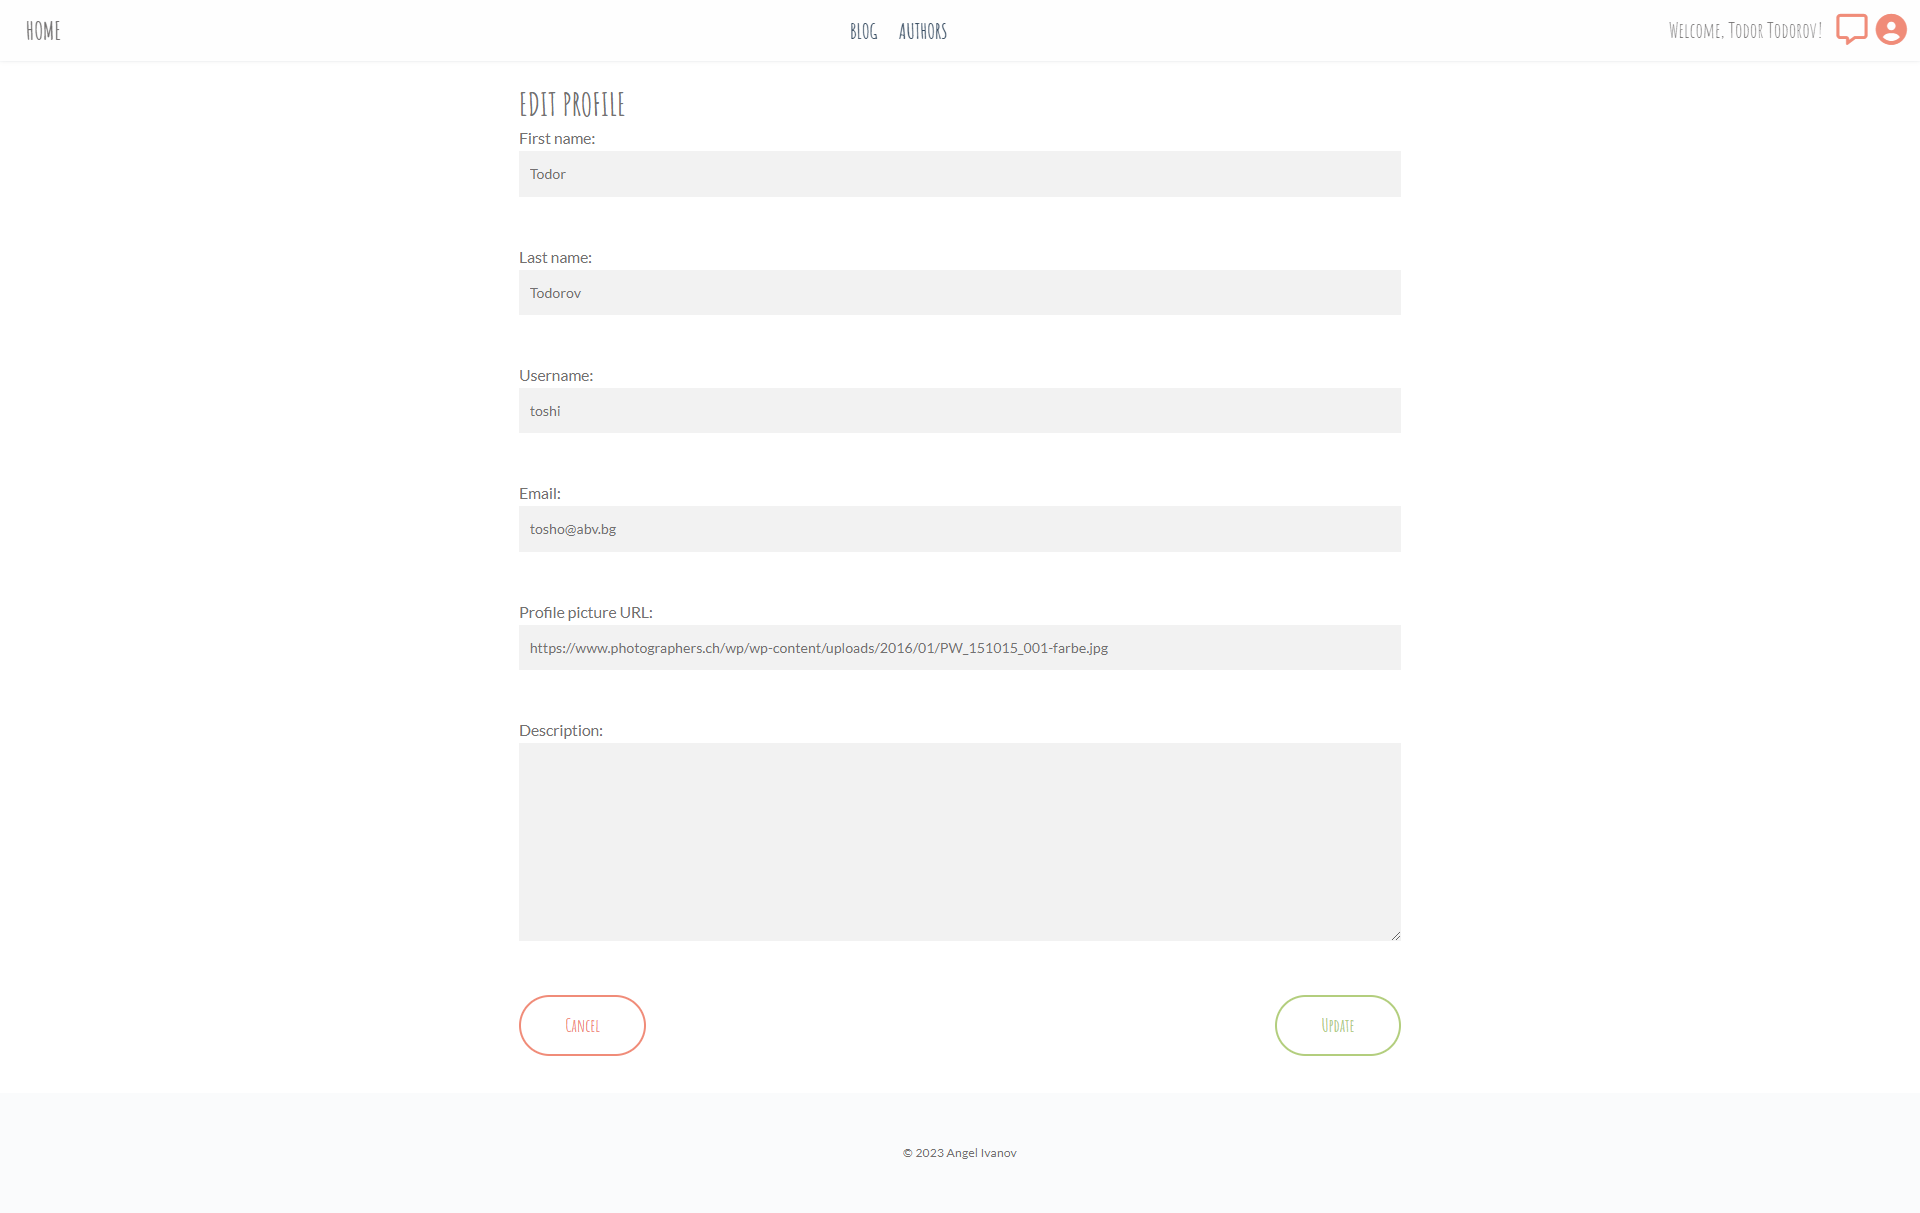 HOME
BLOG AUTHORS
Welcome, Todor Todorov!
EDIT PROFILE
First name:
Todor
Last name:
Todorov
Username:
toshi
Email:
tosho@abv.bg
Profile picture URL:
https://www.photographers.ch/wp/wp-content/uploads/2016/01/PW_151015_001-farbe.jpg
Description:
Cancel
Update
© 2023 Angel Ivanov